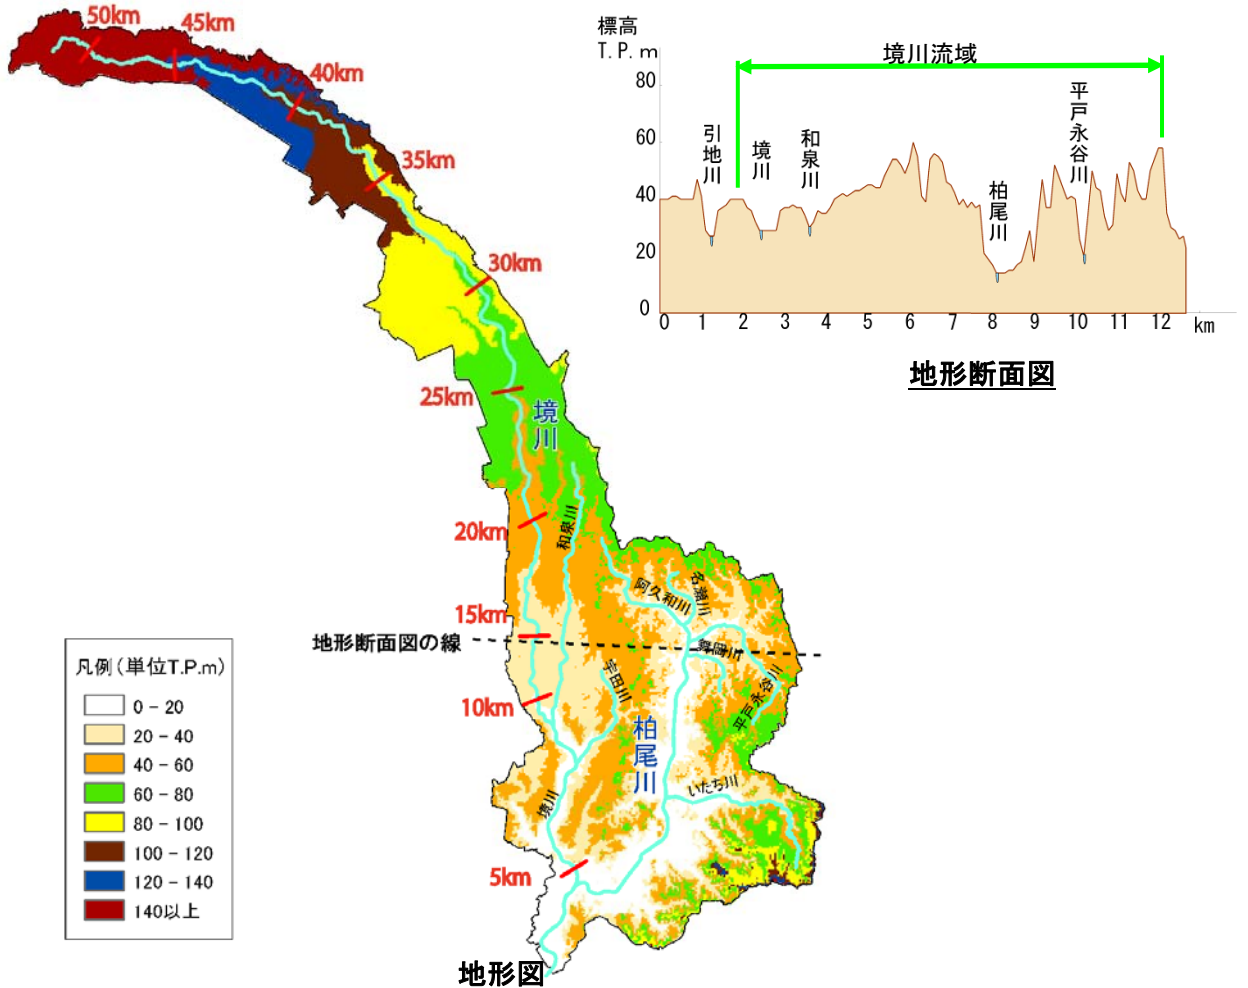 50km
45km
40km
35km
30km
25km
20km
15km
10km
5km
標高
T.P.m
80
60
40
20
0
0 1 2 3 4 5 6 7 8 9 10 11 12 km
境川流域
引地川
境川
和泉川
柏尾川
平戸永谷川
地形断面図
境川
和泉川
阿久和川
名瀬川
舞岡川
平戸永谷川
宇田川
柏尾川
いたち川
境川
地形断面図の線
凡例(単位T.P.m)
0-20
20-40
40-60
60-80
80-100
100-120
120-140
140以上
地形図